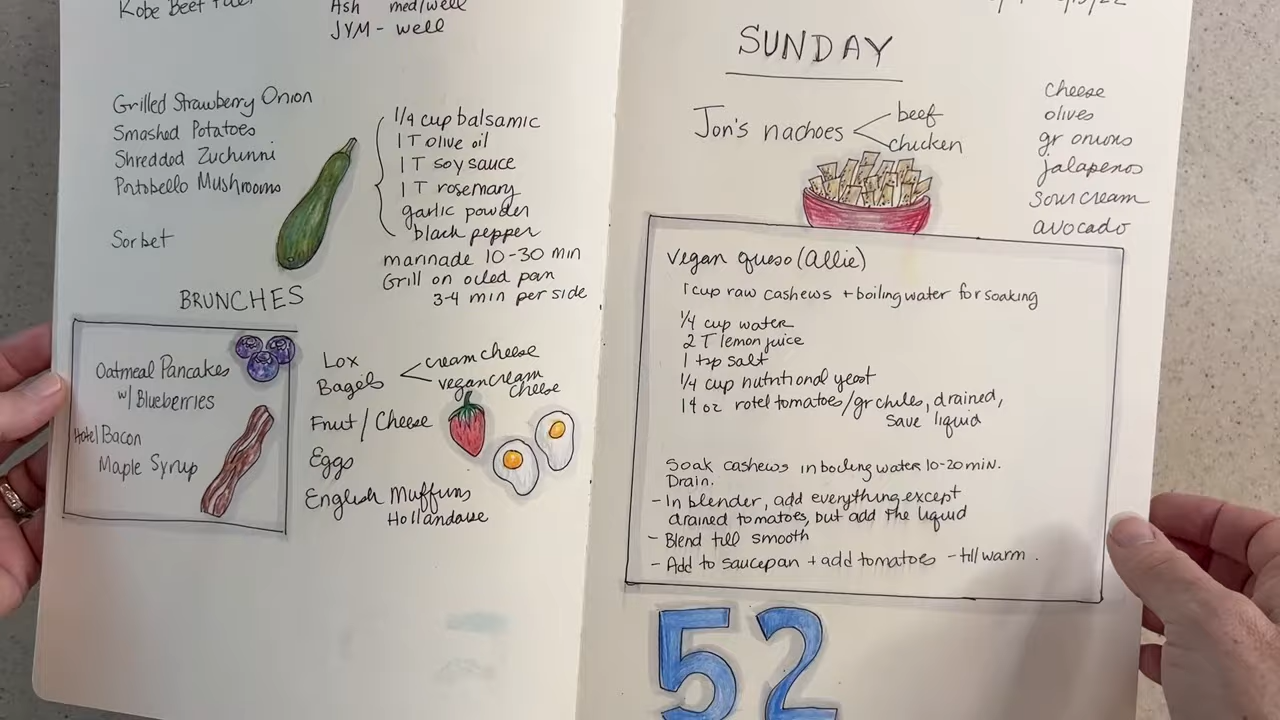 Kobe Beef
Ash med/well
JYM - well
Grilled Strawberry Onion
Smashed Potatoes
Shredded Zuchinni
Portobello Mushrooms
Sorbet
1/4 cup balsamic
1 T olive oil
1 T soy sauce
1 T rosemary
garlic powder
black pepper
marinade 10-30 min
Grill on oiled pan
3-4 min per side
BRUNCHES
Oatmeal Pancakes
w/ Blueberries
Hotel Bacon
Maple Syrup
Lox
Bagels
cream cheese
vegan cream
cheese
Fruit / Cheese
Eggs
English Muffins
Hollandaise
SUNDAY
Jon's nachoes
beef
chicken
cheese
olives
gr onions
jalapenos
sour cream
avocado
Vegan queso (Allie)
1 cup raw cashews + boiling water for soaking
1/4 cup water
2 T lemon juice
1 tsp salt
1/4 cup nutritional yeast
14 oz rotel tomatoes/gr chiles, drained,
save liquid
Soak cashews in boiling water 10-20 min.
Drain.
- In blender, add everything except
drained tomatoes, but add the liquid
- Blend till smooth
- Add to saucepan + add tomatoes - till warm.
52